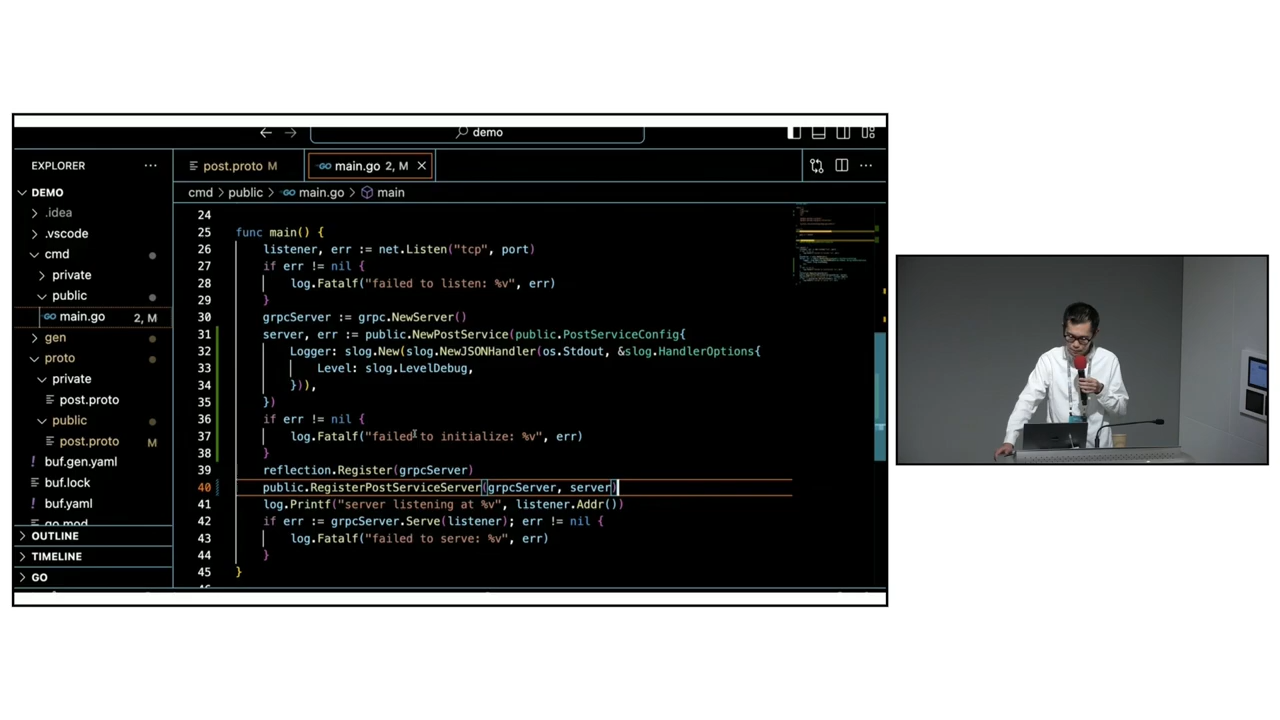 demo
EXPLORER
post.proto M
main.go 2, M
DEMO
cmd > public > main.go > main
.idea
.vscode
cmd
private
public
main.go 2, M
gen
proto
private
post.proto
public
post.proto M
buf.gen.yaml
buf.lock
buf.yaml
go.mod
OUTLINE
TIMELINE
GO
24
25 func main() {
26 listener, err := net.Listen("tcp", port)
27 if err != nil {
28 log.Fatalf("failed to listen: %v", err)
29 }
30 grpcServer := grpc.NewServer()
31 server, err := public.NewPostService(public.PostServiceConfig{
32 Logger: slog.New(slog.NewJSONHandler(os.Stdout, &slog.HandlerOptions{
33 Level: slog.LevelDebug,
34 })),
35 })
36 if err != nil {
37 log.Fatalf("failed to initialize: %v", err)
38 }
39 reflection.Register(grpcServer)
40 public.RegisterPostServiceServer(grpcServer, server)
41 log.Printf("server listening at %v", listener.Addr())
42 if err := grpcServer.Serve(listener); err != nil {
43 log.Fatalf("failed to serve: %v", err)
44 }
45 }